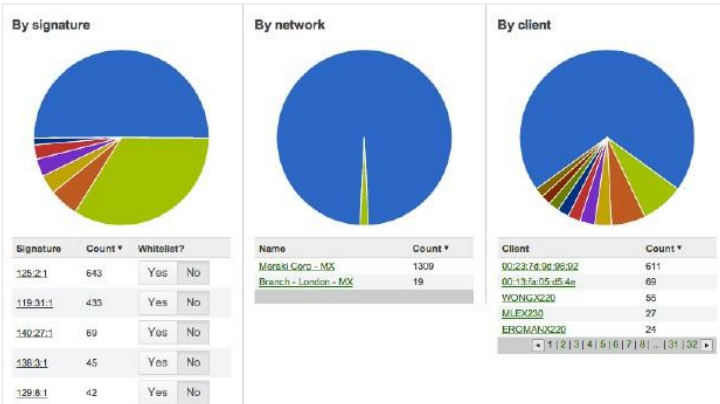 By signature
Signature Count ▼ Whitelist?
125:2:1 643 Yes No
119:31:1 433 Yes No
140:27:1 69 Yes No
136:3:1 45 Yes No
129:8:1 42 Yes No
By network
Name Count ▼
Meraki Corp - MX 1309
Branch - London - MX 19
By client
Client Count ▼
00:23:7d:9d:98:92 611
00:13:fa:05:d5:4e 69
WONGX220 55
MLEX230 27
EROMANX220 24
◂ 1 | 2 | 3 | 4 | 5 | 6 | 7 | 8 | ... | 31 | 32 ▸